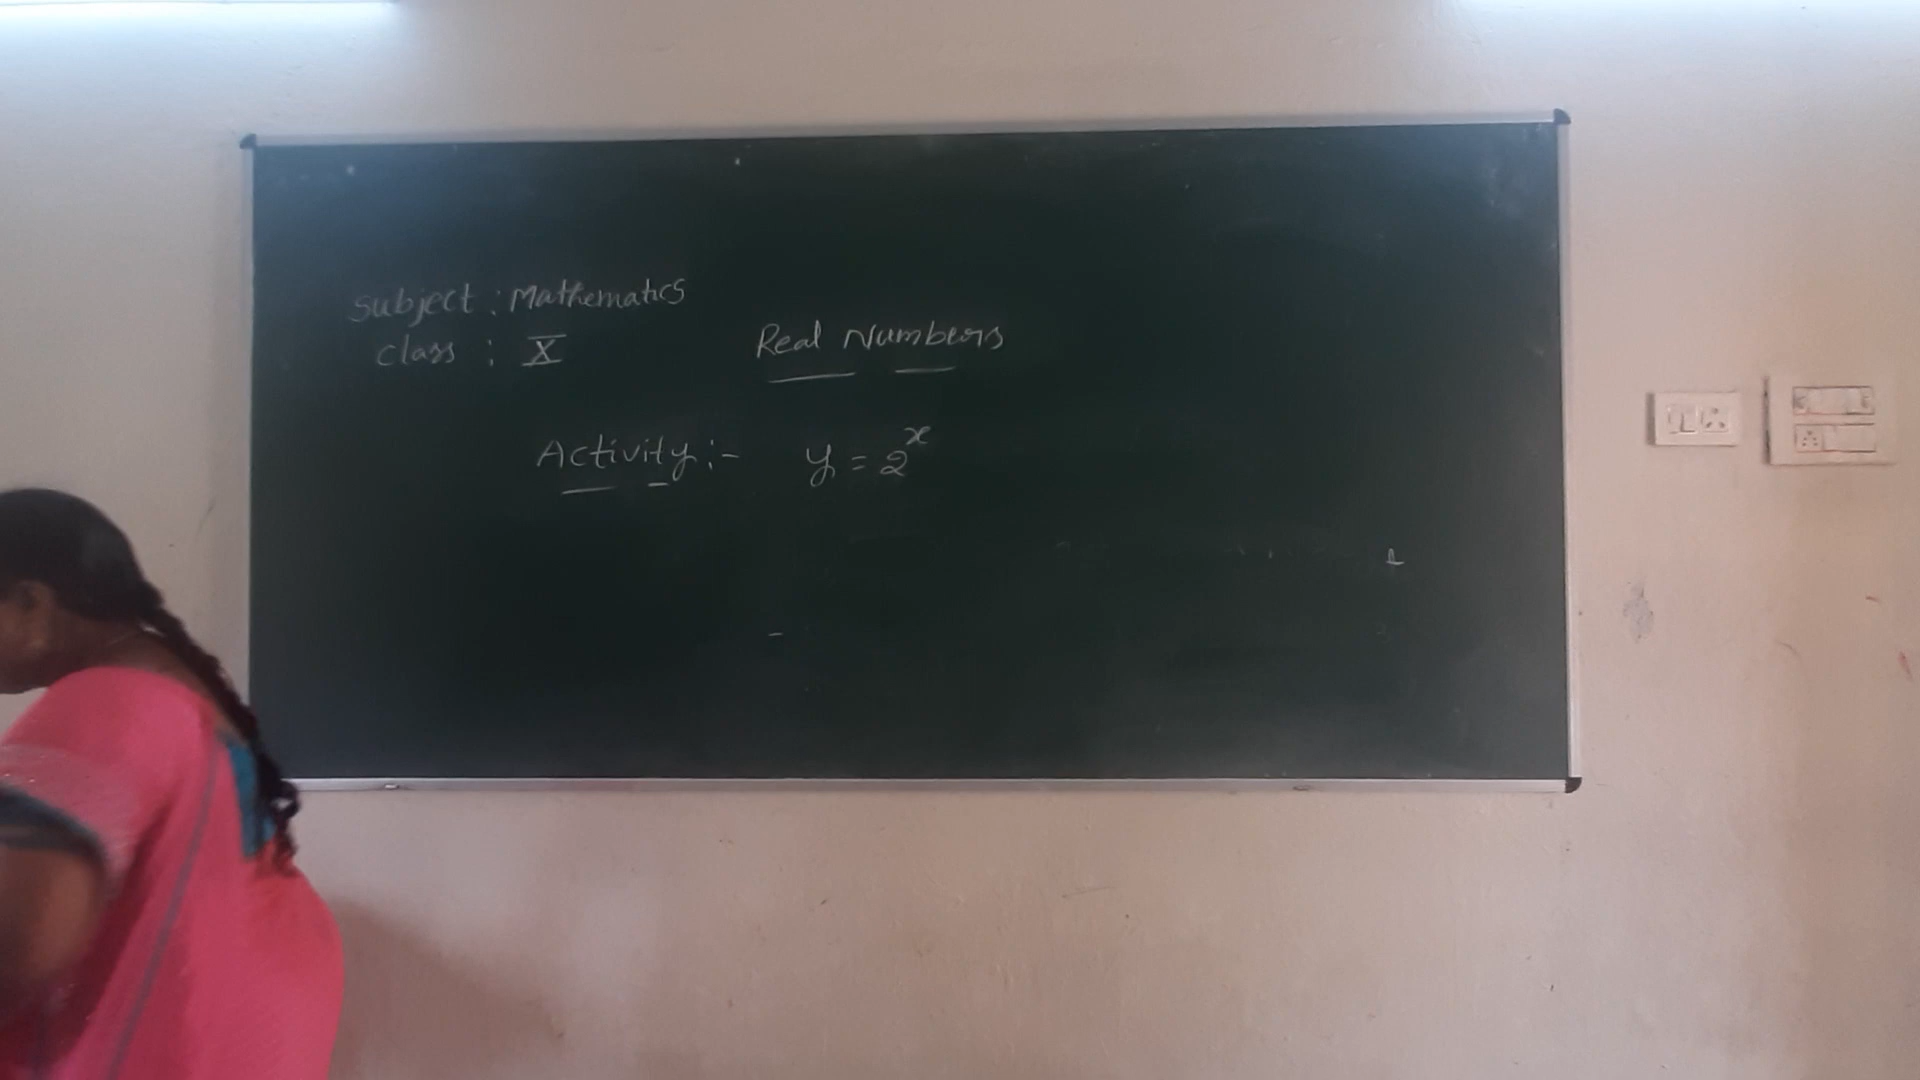 Subject : Mathematics
Class : X
Real Numbers
Activity :- y = 2^x